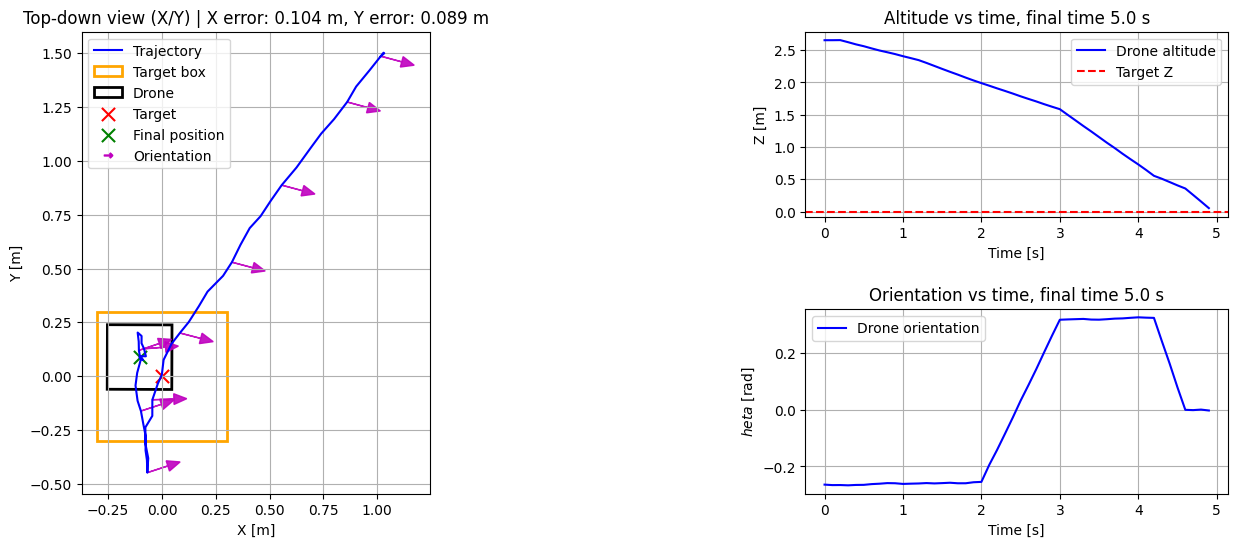 Top-down view (X/Y) | X error: 0.104 m, Y error: 0.089 m
Trajectory
Target box
Drone
Target
Final position
Orientation
1.50
1.25
1.00
0.75
0.50
0.25
0.00
−0.25
−0.50
Y [m]
−0.25 0.00 0.25 0.50 0.75 1.00
X [m]
Altitude vs time, final time 5.0 s
Drone altitude
Target Z
2.5
2.0
1.5
1.0
0.5
0.0
Z [m]
0 1 2 3 4 5
Time [s]
Orientation vs time, final time 5.0 s
Drone orientation
0.2
0.0
−0.2
heta [rad]
0 1 2 3 4 5
Time [s]